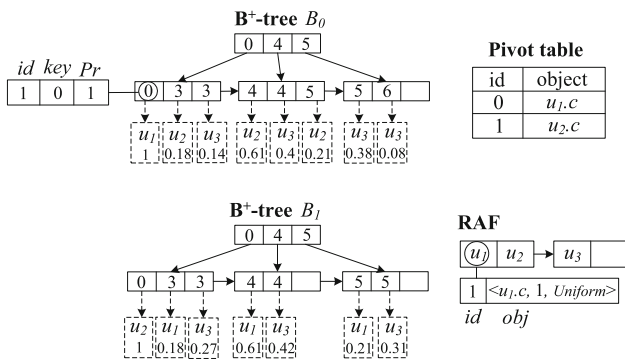 B⁺-tree B₀
0 4 5
Pivot table
id key Pr
1 0 1
0 3 3 4 4 5 5 6
id object
0 u₁.c
1 u₂.c
u₁ u₂ u₃ u₂ u₃ u₂ u₃ u₃
1 0.18 0.14 0.61 0.4 0.21 0.38 0.08
B⁺-tree B₁
0 4 5
RAF
u₁ u₂ u₃
0 3 3 4 4 5 5
1 <u₁.c, 1, Uniform>
id obj
u₂ u₁ u₃ u₁ u₃ u₁ u₃
1 0.18 0.27 0.61 0.42 0.21 0.31